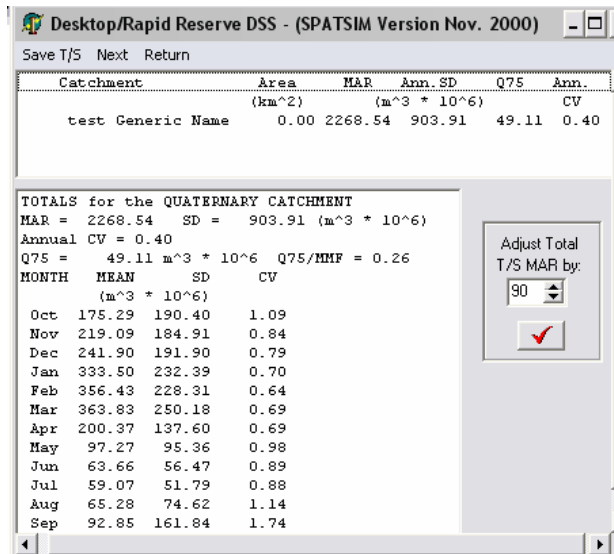 Desktop/Rapid Reserve DSS - (SPATSIM Version Nov. 2000)
Save T/S Next Return
Catchment Area MAR Ann.SD Q75 Ann.
(km^2) (m^3 * 10^6) CV
test Generic Name 0.00 2268.54 903.91 49.11 0.40
TOTALS for the QUATERNARY CATCHMENT
MAR = 2268.54 SD = 903.91 (m^3 * 10^6)
Annual CV = 0.40
Q75 = 49.11 m^3 * 10^6 Q75/MMF = 0.26
MONTH MEAN SD CV
(m^3 * 10^6)
Oct 175.29 190.40 1.09
Nov 219.09 184.91 0.84
Dec 241.90 191.90 0.79
Jan 333.50 232.39 0.70
Feb 356.43 228.31 0.64
Mar 363.83 250.18 0.69
Apr 200.37 137.60 0.69
May 97.27 95.36 0.98
Jun 63.66 56.47 0.89
Jul 59.07 51.79 0.88
Aug 65.28 74.62 1.14
Sep 92.85 161.84 1.74
Adjust Total
T/S MAR by:
90